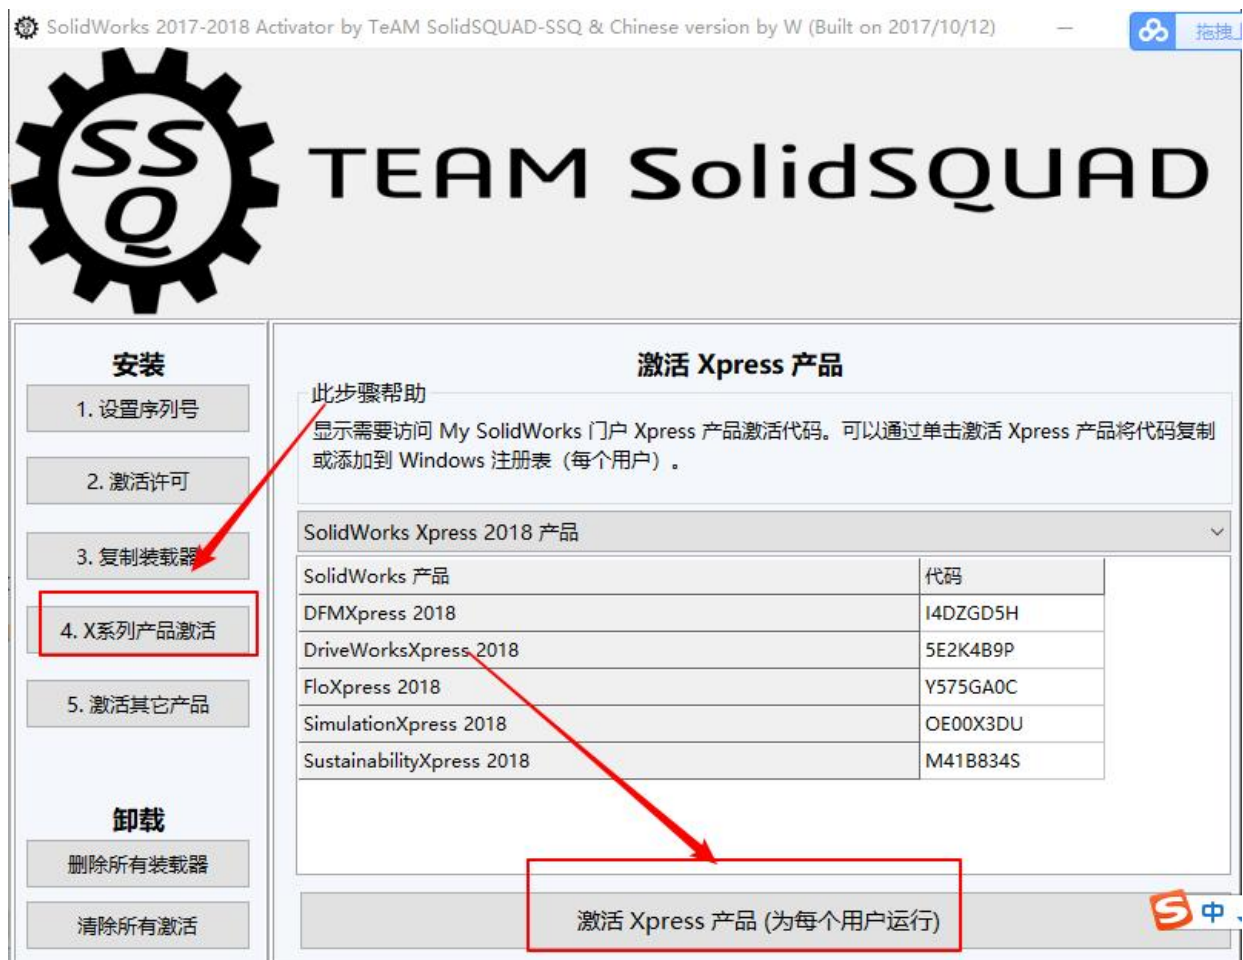 SolidWorks 2017-2018 Activator by TeAM SolidSQUAD-SSQ & Chinese version by W (Built on 2017/10/12)
拖拽
SSQ
TEAM SolidSQUAD
安装
1. 设置序列号
2. 激活许可
3. 复制装载器
4. X系列产品激活
5. 激活其它产品
卸载
删除所有装载器
清除所有激活
激活 Xpress 产品
此步骤帮助
显示需要访问 My SolidWorks 门户 Xpress 产品激活代码。可以通过单击激活 Xpress 产品将代码复制
或添加到 Windows 注册表（每个用户）。
SolidWorks Xpress 2018 产品
SolidWorks 产品 代码
DFMXpress 2018 I4DZGD5H
DriveWorksXpress 2018 5E2K4B9P
FloXpress 2018 Y575GA0C
SimulationXpress 2018 OE00X3DU
SustainabilityXpress 2018 M41B834S
激活 Xpress 产品 (为每个用户运行)
中